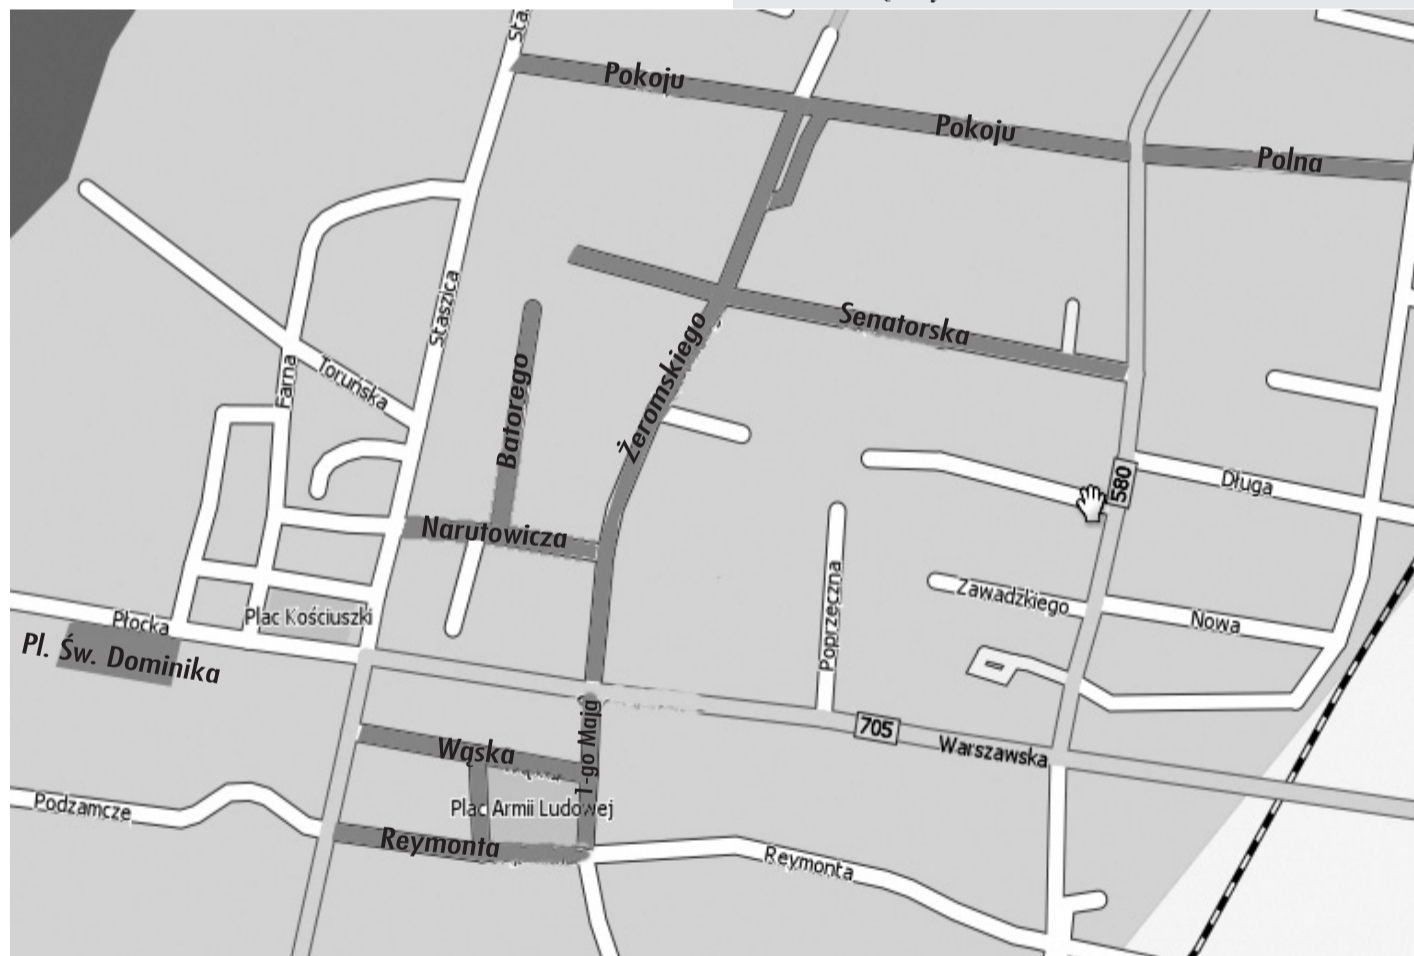 Sta
Pokoju
Pokoju
Polna
Staszica
Senatorska
Żeromskiego
Farna
Toruńska
Batorego
580
Długa
Narutowicza
Zawadzkiego
Poprzeczna
Nowa
Płocka
Plac Kościuszki
Pl. Św. Dominika
1-go Maja
705
Warszawska
Wąska
Plac Armii Ludowej
Podzamcze
Reymonta
Reymonta